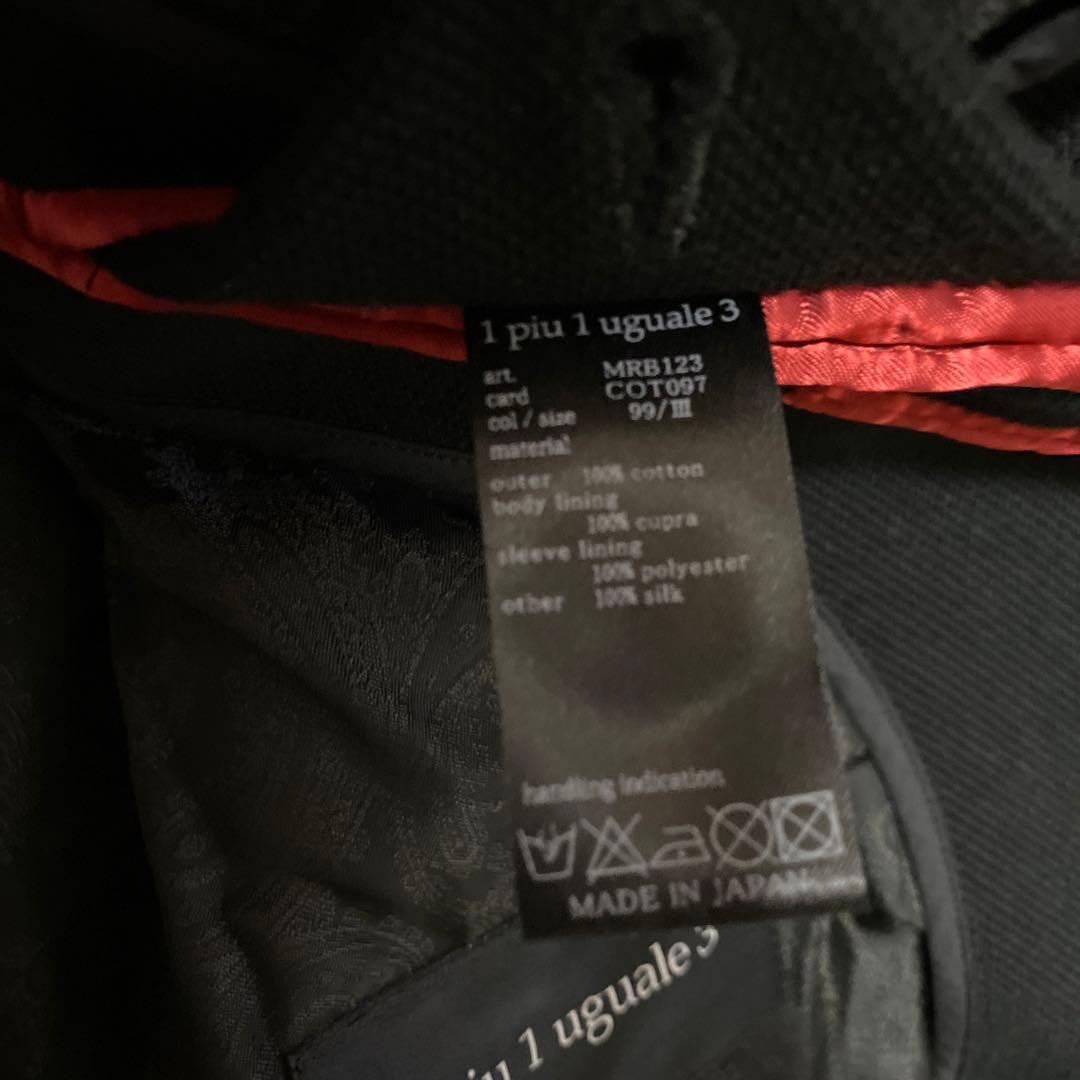 1 piu 1 uguale 3
art. MRB123
card COT097
col / size 99/Ⅲ
material
outer 100% cotton
body lining
100% cupra
sleeve lining
100% polyester
other 100% silk
handling indication
MADE IN JAPAN
piu 1 uguale 3